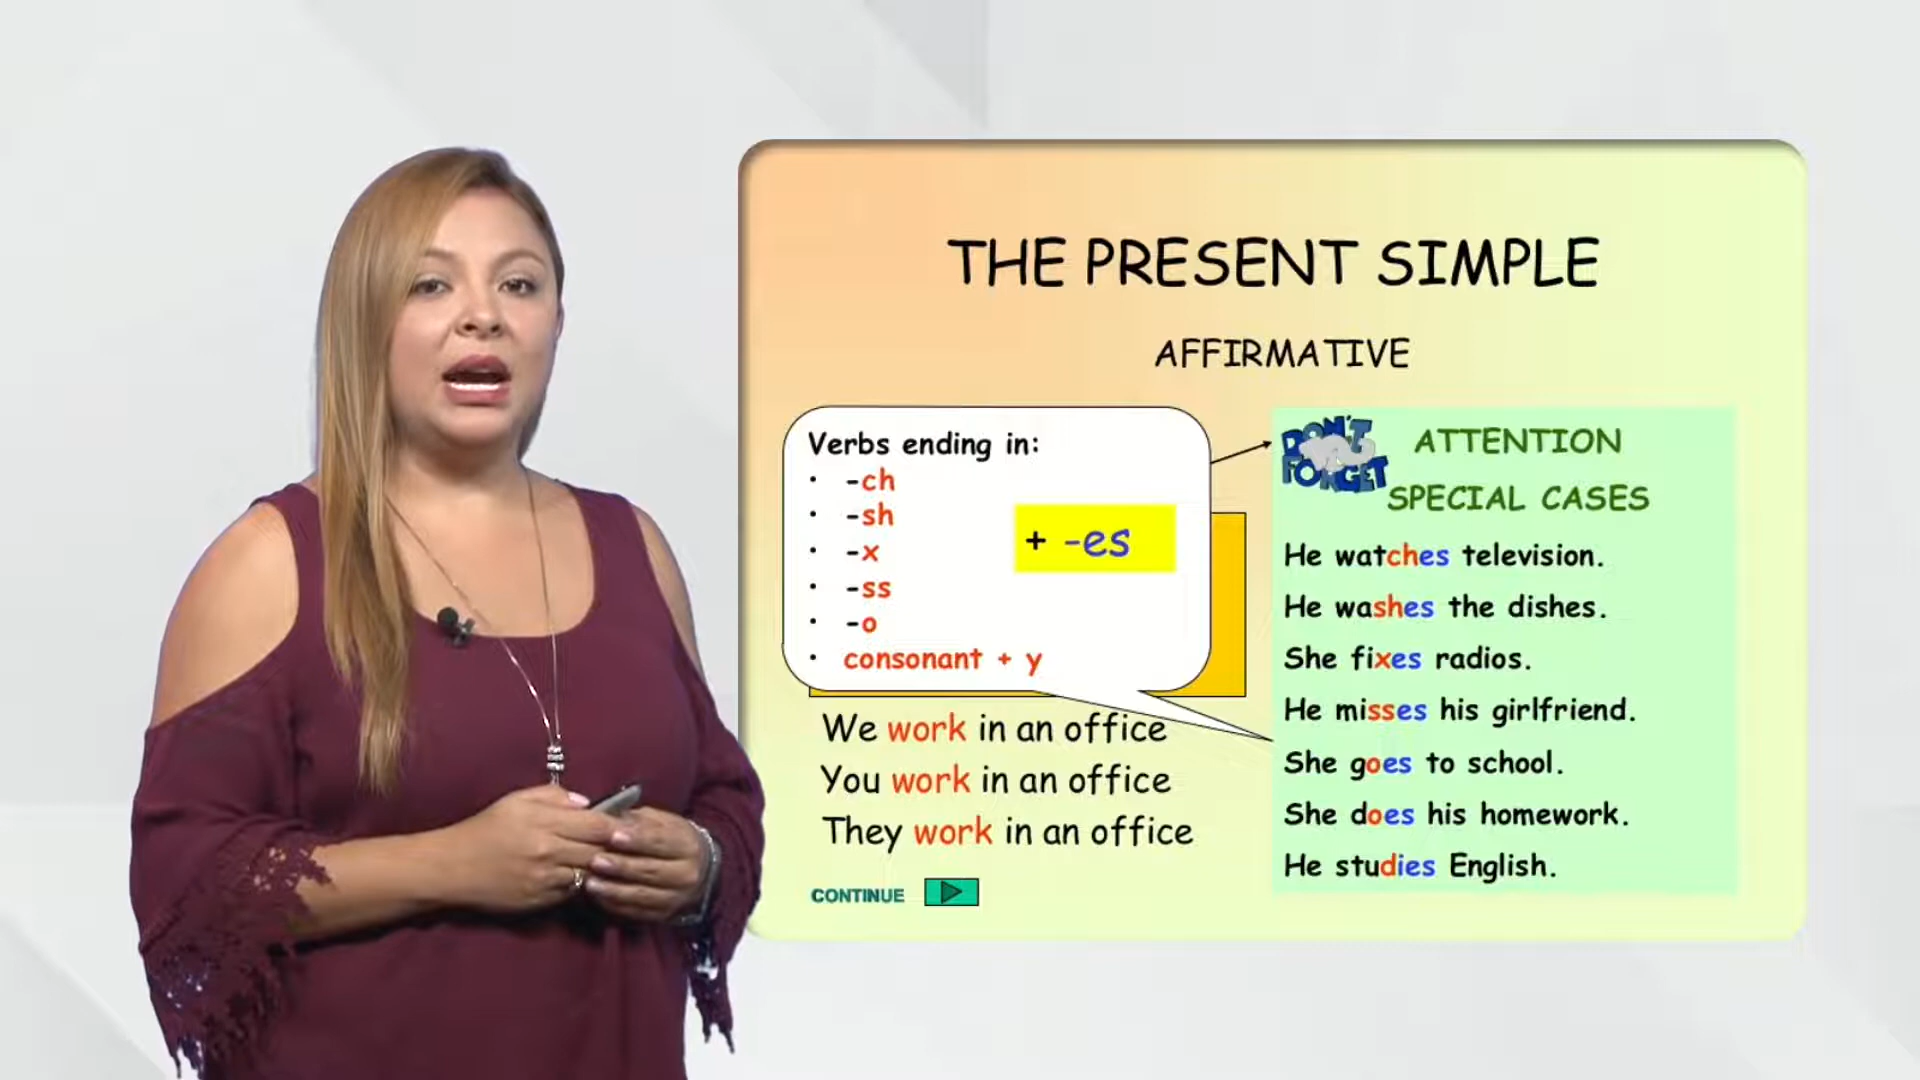 THE PRESENT SIMPLE
AFFIRMATIVE
Verbs ending in:
• -ch
• -sh
• -x
• -ss
• -o
• consonant + y
+ -es
We work in an office
You work in an office
They work in an office
CONTINUE
DON'T
FORGET
ATTENTION
SPECIAL CASES
He watches television.
He washes the dishes.
She fixes radios.
He misses his girlfriend.
She goes to school.
She does his homework.
He studies English.